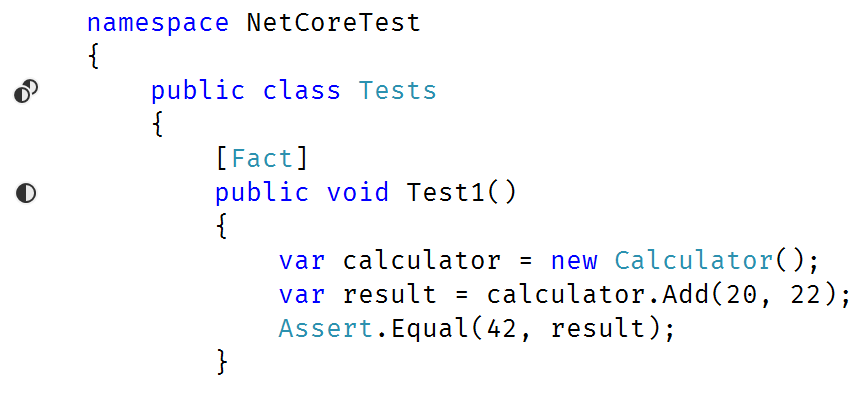 namespace NetCoreTest
{
    public class Tests
    {
        [Fact]
        public void Test1()
        {
            var calculator = new Calculator();
            var result = calculator.Add(20, 22);
            Assert.Equal(42, result);
        }